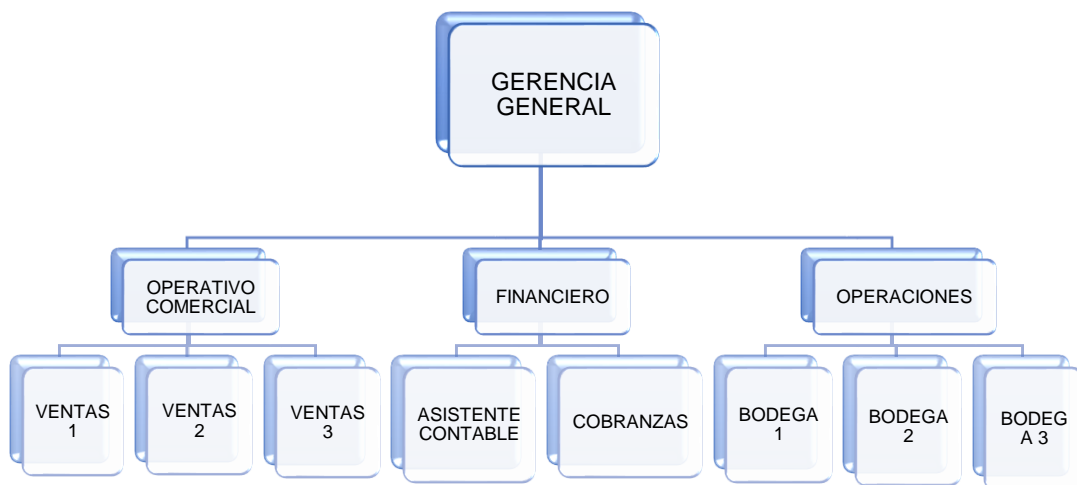 GERENCIA
GENERAL
OPERATIVO
COMERCIAL
FINANCIERO
OPERACIONES
VENTAS
1
VENTAS
2
VENTAS
3
ASISTENTE
CONTABLE
COBRANZAS
BODEGA
1
BODEGA
2
BODEG
A 3